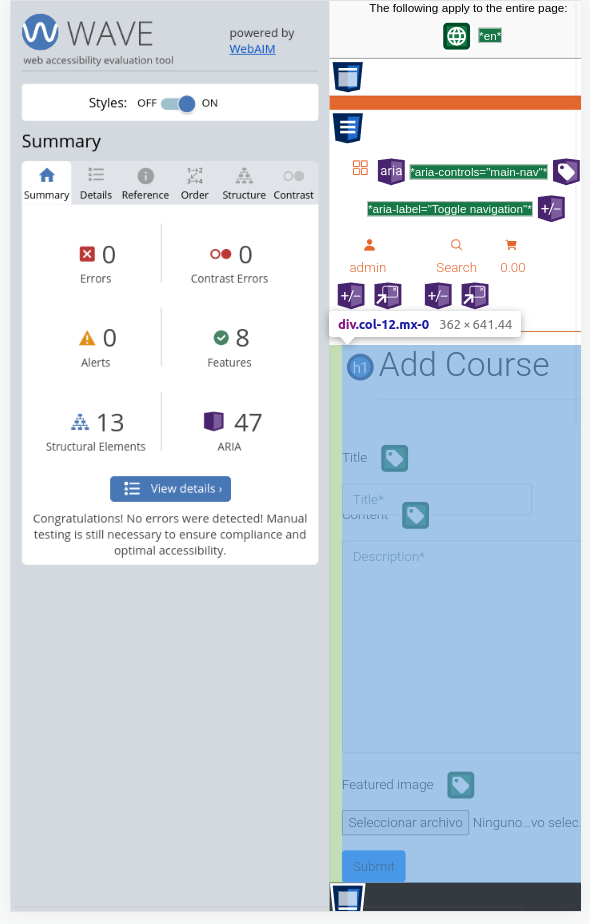 WAVE
web accessibility evaluation tool
powered by
WebAIM
Styles: OFF ON
Summary
Summary Details Reference Order Structure Contrast
0
Errors
0
Contrast Errors
0
Alerts
8
Features
13
Structural Elements
47
ARIA
View details ›
Congratulations! No errors were detected! Manual
testing is still necessary to ensure compliance and
optimal accessibility.
The following apply to the entire page:
*en*
aria *aria-controls="main-nav"*
*aria-label="Toggle navigation"* +/-
admin Search 0.00
+/- +/-
div.col-12.mx-0 362 × 641.44
h1 Add Course
Title
Title*
Content
Description*
Featured image
Seleccionar archivo Ninguno...vo selec.
Submit